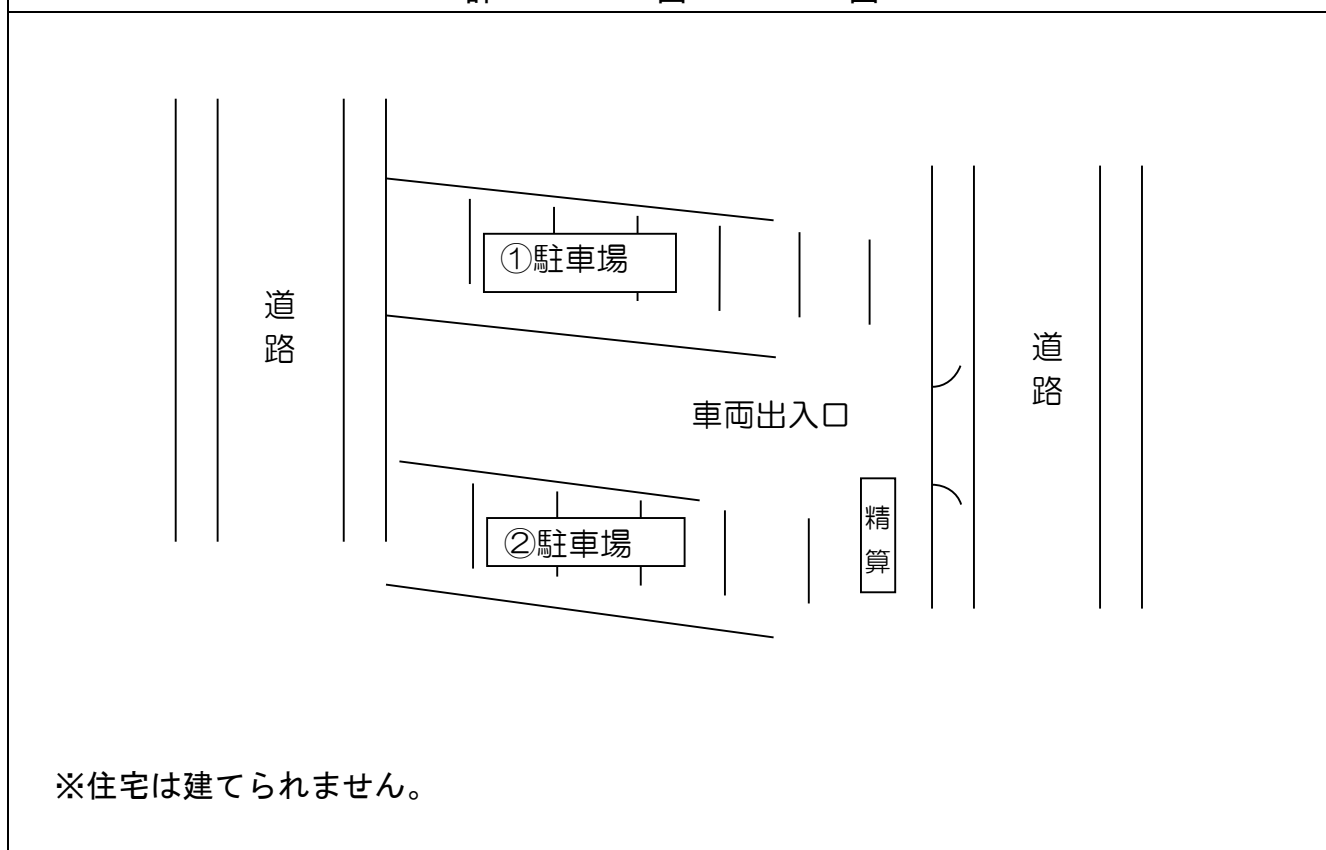 ①駐車場
道路
道路
車両出入口
②駐車場
精算
※住宅は建てられません。